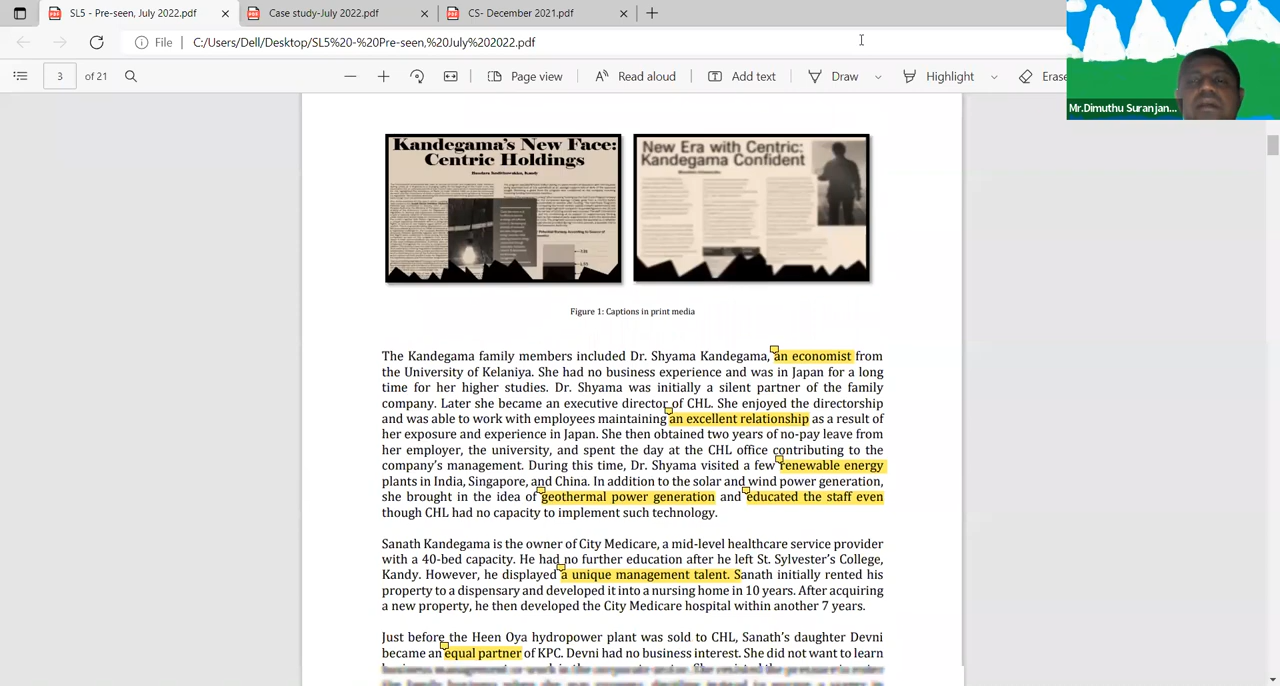 SL5 - Pre-seen, July 2022.pdf
Case study-July 2022.pdf
CS- December 2021.pdf
File
C:/Users/Dell/Desktop/SL5%20-%20Pre-seen,%20July%202022.pdf
3 of 21
Page view
Read aloud
Add text
Draw
Highlight
Erase
Mr.Dimuthu Suranjan...
Kandegama's New Face:
Centric Holdings
New Era with Centric:
Kandegama Confident
Figure 1: Captions in print media
The Kandegama family members included Dr. Shyama Kandegama, an economist from
the University of Kelaniya. She had no business experience and was in Japan for a long
time for her higher studies. Dr. Shyama was initially a silent partner of the family
company. Later she became an executive director of CHL. She enjoyed the directorship
and was able to work with employees maintaining an excellent relationship as a result of
her exposure and experience in Japan. She then obtained two years of no-pay leave from
her employer, the university, and spent the day at the CHL office contributing to the
company's management. During this time, Dr. Shyama visited a few renewable energy
plants in India, Singapore, and China. In addition to the solar and wind power generation,
she brought in the idea of geothermal power generation and educated the staff even
though CHL had no capacity to implement such technology.
Sanath Kandegama is the owner of City Medicare, a mid-level healthcare service provider
with a 40-bed capacity. He had no further education after he left St. Sylvester's College,
Kandy. However, he displayed a unique management talent. Sanath initially rented his
property to a dispensary and developed it into a nursing home in 10 years. After acquiring
a new property, he then developed the City Medicare hospital within another 7 years.
Just before the Heen Oya hydropower plant was sold to CHL, Sanath's daughter Devni
became an equal partner of KPC. Devni had no business interest. She did not want to learn